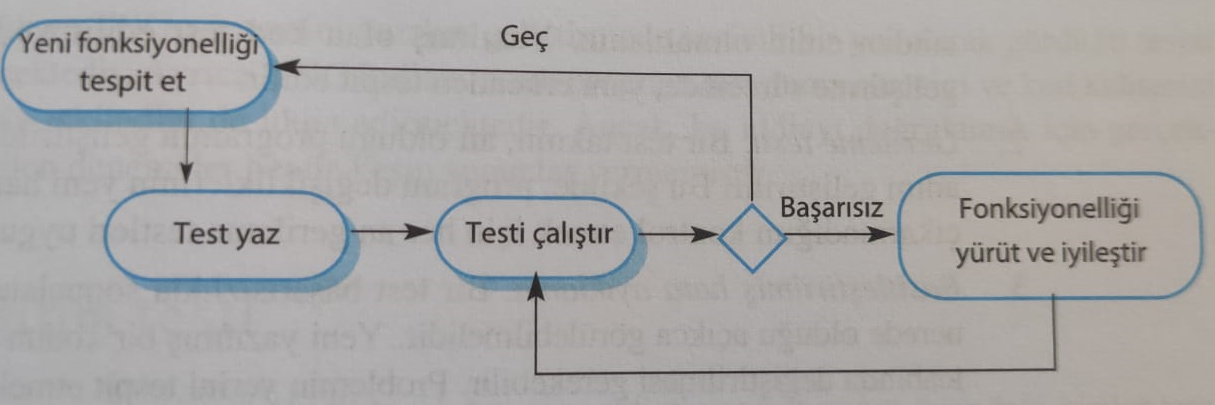 Yeni fonksiyonelliği
tespit et
Geç
Test yaz
Testi çalıştır
Başarısız
Fonksiyonelliği
yürüt ve iyileştir